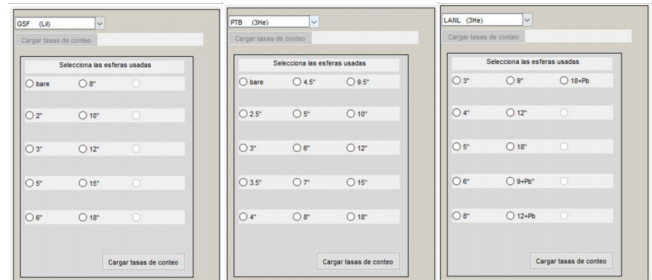 GSF (LiI)
Cargar tasas de conteo
Selecciona las esferas usadas
bare 8"
2" 10"
3" 12"
5" 15"
6" 18"
Cargar tasas de conteo
PTB (3He)
Cargar tasas de conteo
Selecciona las esferas usadas
bare 4.5" 9.5"
2.5" 5" 10"
3" 6" 12"
3.5" 7" 15"
4" 8" 18"
Cargar tasas de conteo
LANL (3He)
Cargar tasas de conteo
Selecciona las esferas usadas
3" 9" 18+Pb
4" 12"
5" 18"
6" 9+Pb"
8" 12+Pb
Cargar tasas de conteo